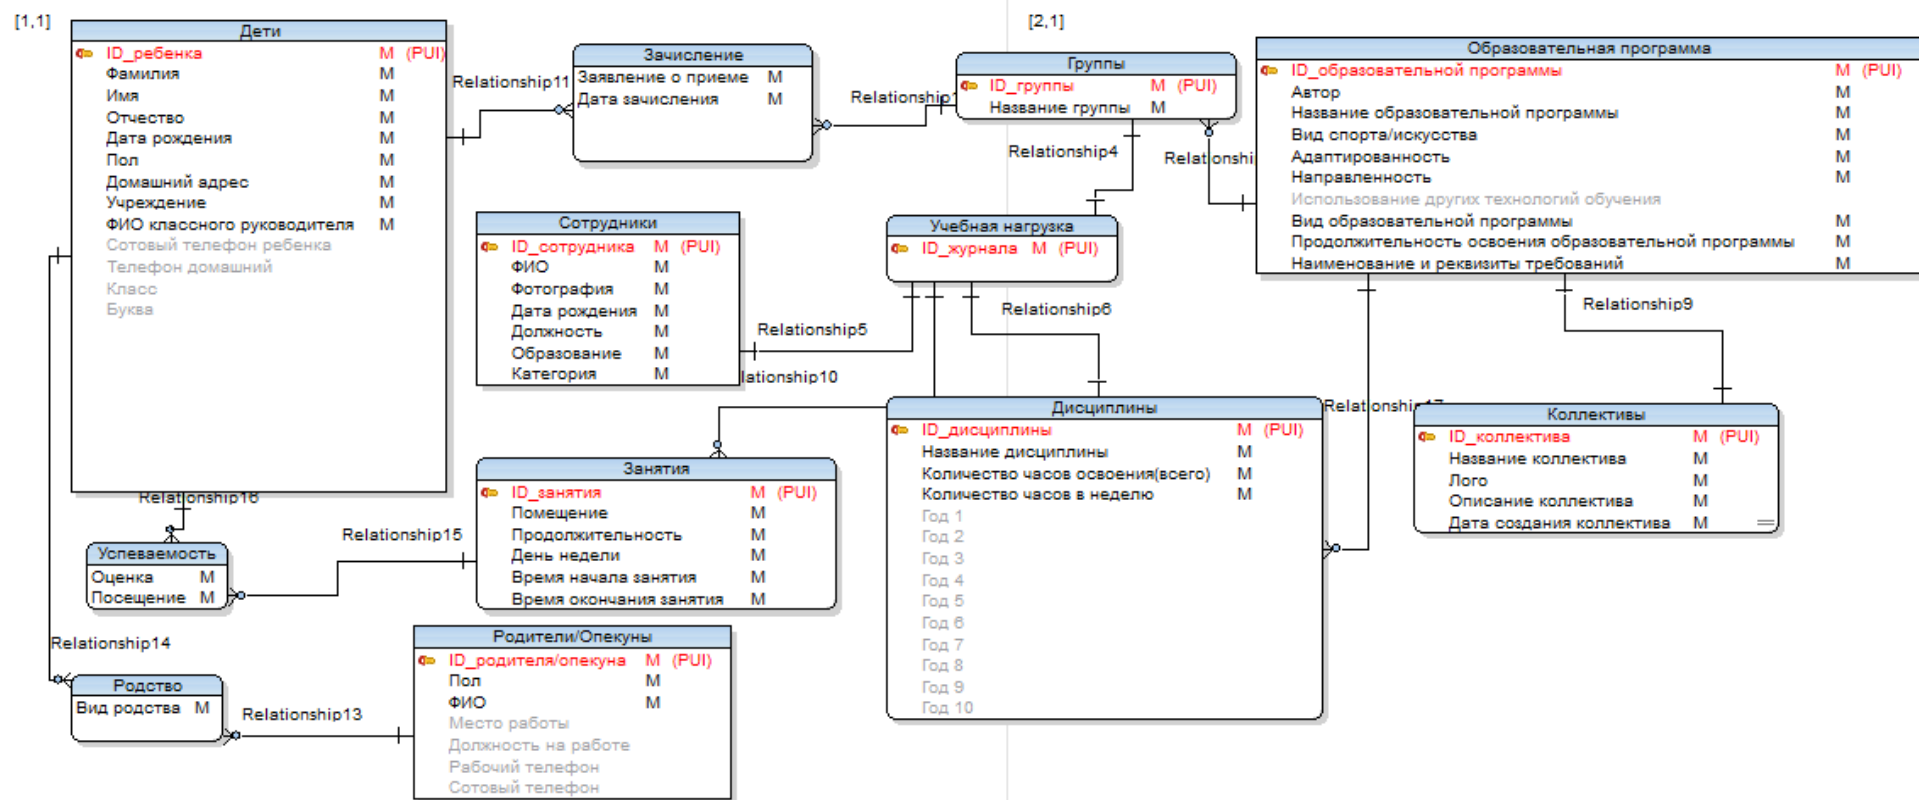 [1,1]
[2,1]
Дети
ID_ребенка M (PUI)
Фамилия M
Имя M
Отчество M
Дата рождения M
Пол M
Домашний адрес M
Учреждение M
ФИО классного руководителя M
Сотовый телефон ребенка
Телефон домашний
Класс
Буква
Relationship11
Зачисление
Заявление о приеме M
Дата зачисления M
Relationship
Группы
ID_группы M (PUI)
Название группы M
Relationship4
Relationshi
Образовательная программа
ID_образовательной программы M (PUI)
Автор M
Название образовательной программы M
Вид спорта/искусства M
Адаптированность M
Направленность M
Использование других технологий обучения
Вид образовательной программы M
Продолжительность освоения образовательной программы M
Наименование и реквизиты требований M
Сотрудники
ID_сотрудника M (PUI)
ФИО M
Фотография M
Дата рождения M
Должность M
Образование M
Категория M
Учебная нагрузка
ID_журнала M (PUI)
Relationship5
lationship10
Relationship6
Relationship9
Relationship17
Дисциплины
ID_дисциплины M (PUI)
Название дисциплины M
Количество часов освоения(всего) M
Количество часов в неделю M
Год 1
Год 2
Год 3
Год 4
Год 5
Год 6
Год 7
Год 8
Год 9
Год 10
Коллективы
ID_коллектива M (PUI)
Название коллектива M
Лого M
Описание коллектива M
Дата создания коллектива M
Занятия
ID_занятия M (PUI)
Помещение M
Продолжительность M
День недели M
Время начала занятия M
Время окончания занятия M
Relationship16
Relationship15
Успеваемость
Оценка M
Посещение M
Relationship14
Родство
Вид родства M
Relationship13
Родители/Опекуны
ID_родителя/опекуна M (PUI)
Пол M
ФИО M
Место работы
Должность на работе
Рабочий телефон
Сотовый телефон